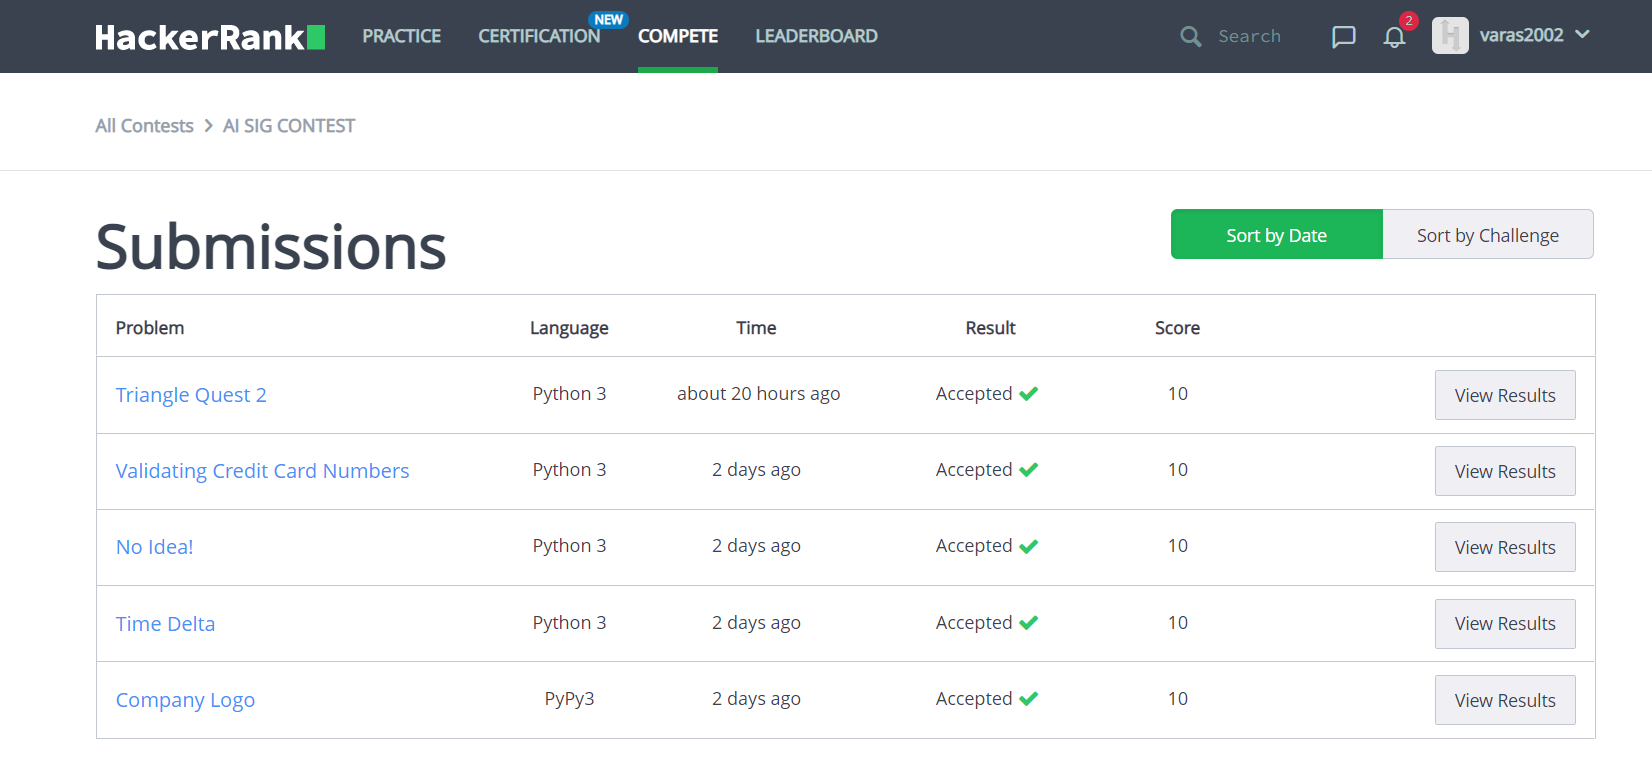 HackerRank PRACTICE CERTIFICATION NEW COMPETE LEADERBOARD Search 2 varas2002
All Contests > AI SIG CONTEST
Submissions
Sort by Date Sort by Challenge
Problem Language Time Result Score
Triangle Quest 2 Python 3 about 20 hours ago Accepted 10 View Results
Validating Credit Card Numbers Python 3 2 days ago Accepted 10 View Results
No Idea! Python 3 2 days ago Accepted 10 View Results
Time Delta Python 3 2 days ago Accepted 10 View Results
Company Logo PyPy3 2 days ago Accepted 10 View Results